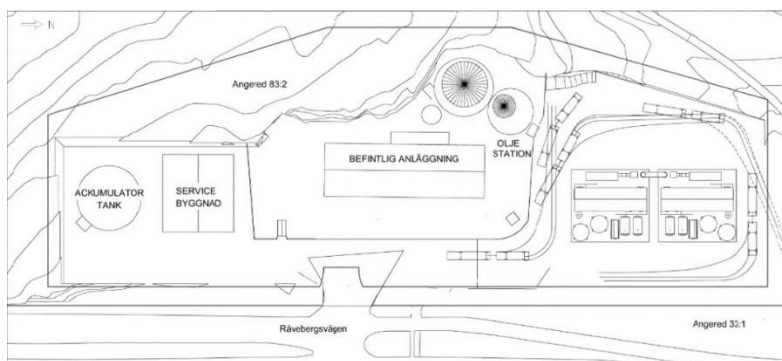 N
Angered 83:2
BEFINTLIG ANLÄGGNING
OLJE
STATION
ACKUMULATOR
TANK
SERVICE
BYGGNAD
Rävebergsvägen
Angered 33:1